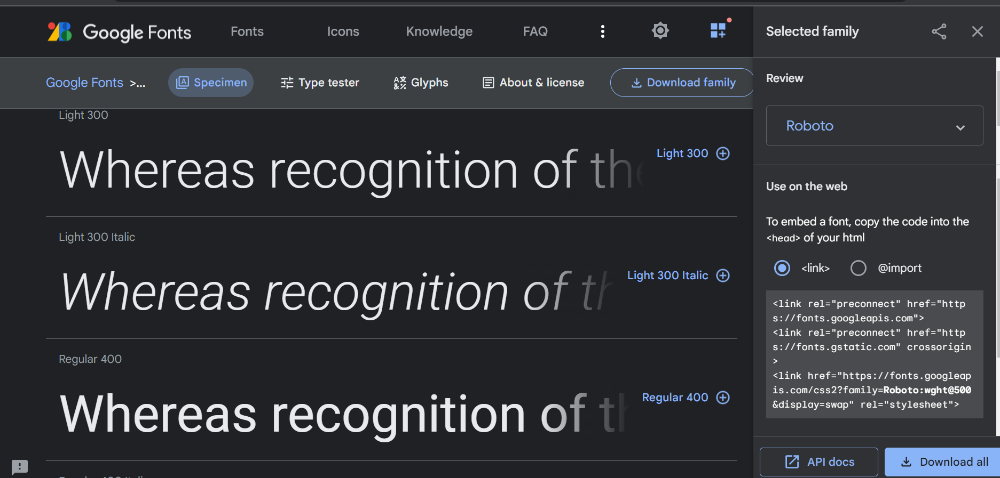 Google Fonts
Fonts
Icons
Knowledge
FAQ
Selected family
Google Fonts >...
Specimen
Type tester
Glyphs
About & license
Download family
Review
Roboto
Light 300
Whereas recognition of the
Light 300
Light 300 Italic
Whereas recognition of th
Light 300 Italic
Regular 400
Whereas recognition of th
Regular 400
Use on the web
To embed a font, copy the code into the
<head> of your html
<link>
@import
<link rel="preconnect" href="http
s://fonts.googleapis.com">
<link rel="preconnect" href="http
s://fonts.gstatic.com" crossorigin
>
<link href="https://fonts.googleap
is.com/css2?family=Roboto:wght@500
&display=swap" rel="stylesheet">
API docs
Download all